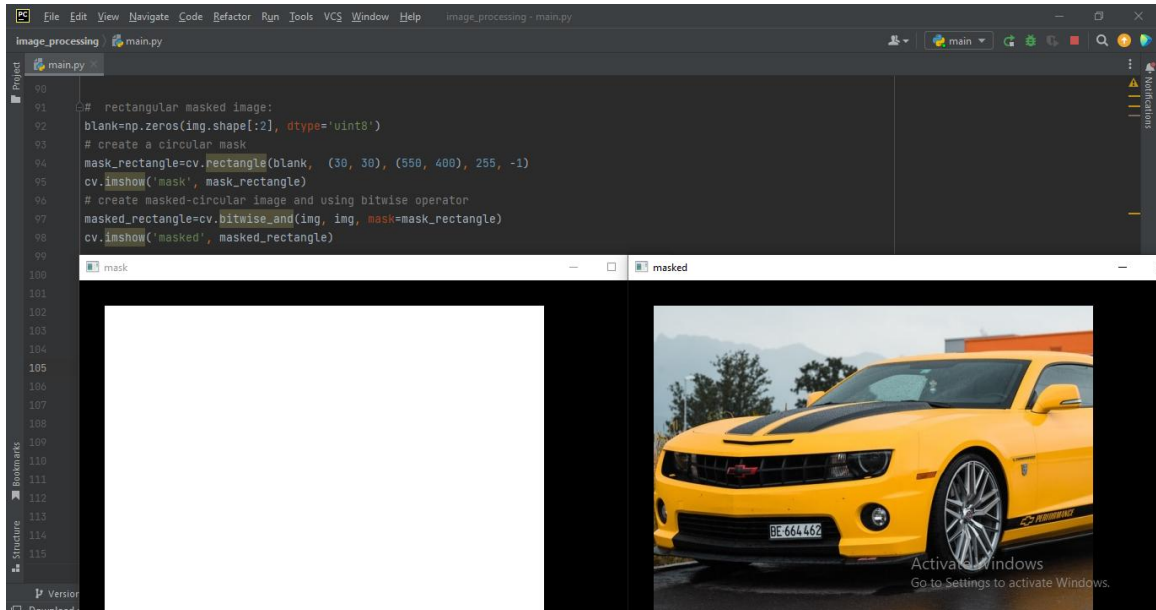 PC File Edit View Navigate Code Refactor Run Tools VCS Window Help image_processing - main.py
image_processing main.py main
Project
main.py
Notifications
90
91 # rectangular masked image:
92 blank=np.zeros(img.shape[:2], dtype='uint8')
93 # create a circular mask
94 mask_rectangle=cv.rectangle(blank, (30, 30), (550, 400), 255, -1)
95 cv.imshow('mask', mask_rectangle)
96 # create masked-circular image and using bitwise operator
97 masked_rectangle=cv.bitwise_and(img, img, mask=mask_rectangle)
98 cv.imshow('masked', masked_rectangle)
99
100 mask masked
101
102
103
104
105
106
107
108
109
110
111
112
113
114
115
Bookmarks
Structure
PERFORMANCE
BE·664462
Activate Windows
Go to Settings to activate Windows.
Version
Download